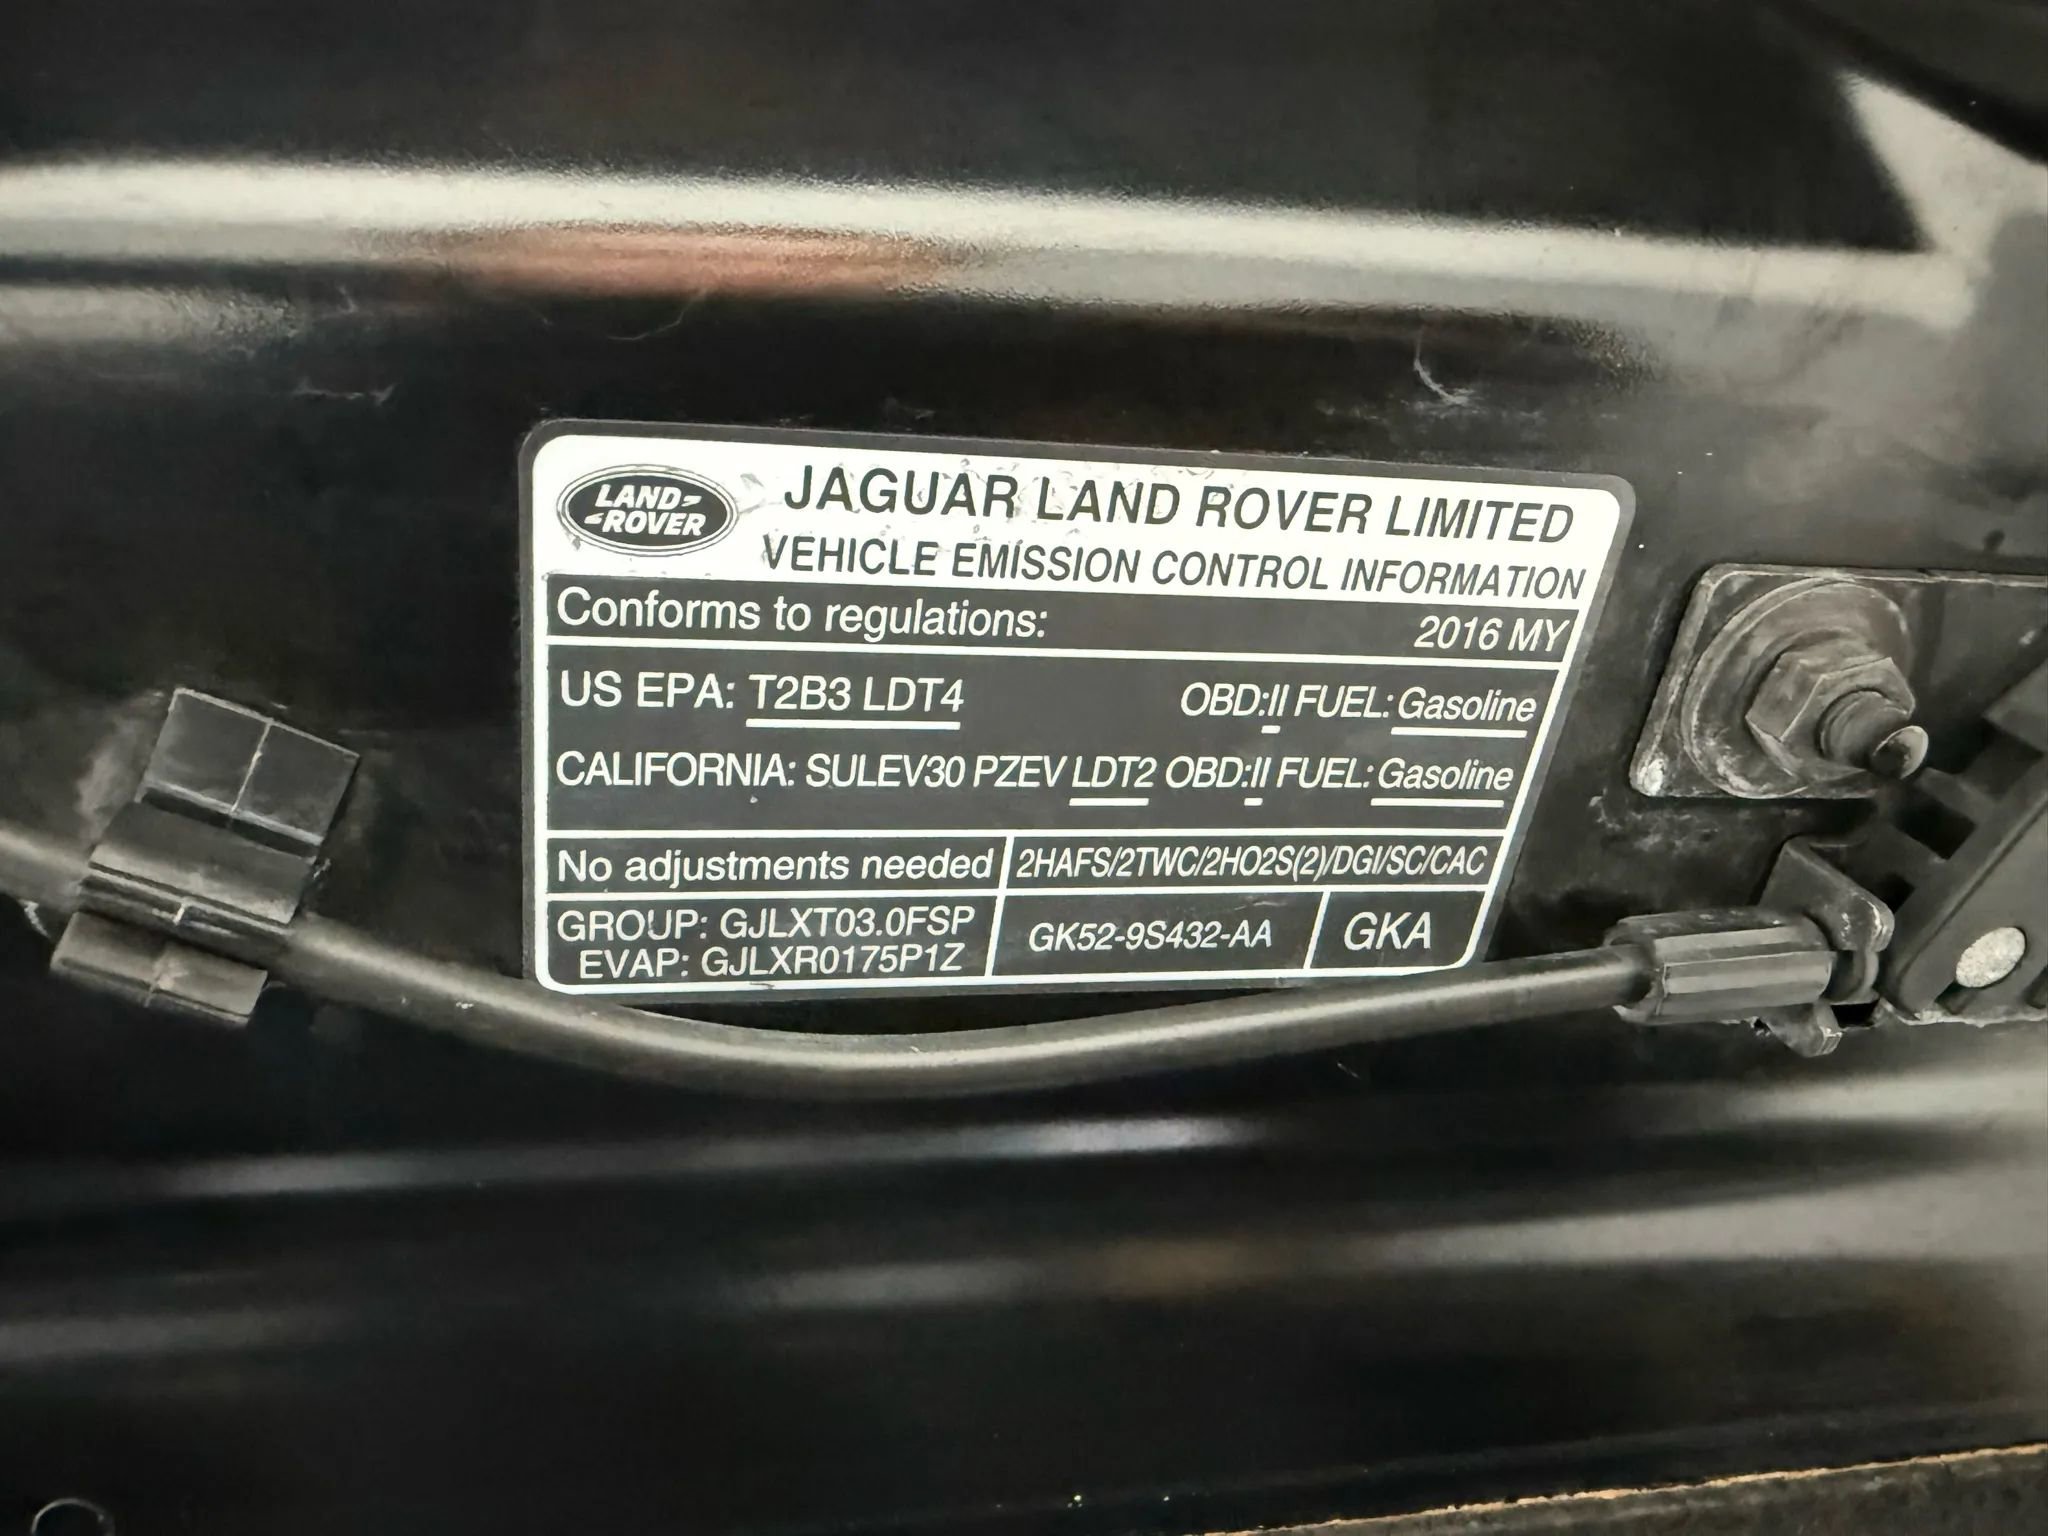 LAND
ROVER
JAGUAR LAND ROVER LIMITED
VEHICLE EMISSION CONTROL INFORMATION
Conforms to regulations: 2016 MY
US EPA: T2B3 LDT4 OBD:II FUEL: Gasoline
CALIFORNIA: SULEV30 PZEV LDT2 OBD:II FUEL: Gasoline
No adjustments needed 2HAFS/2TWC/2HO2S(2)/DGI/SC/CAC
GROUP: GJLXT03.0FSP GK52-9S432-AA GKA
EVAP: GJLXR0175P1Z